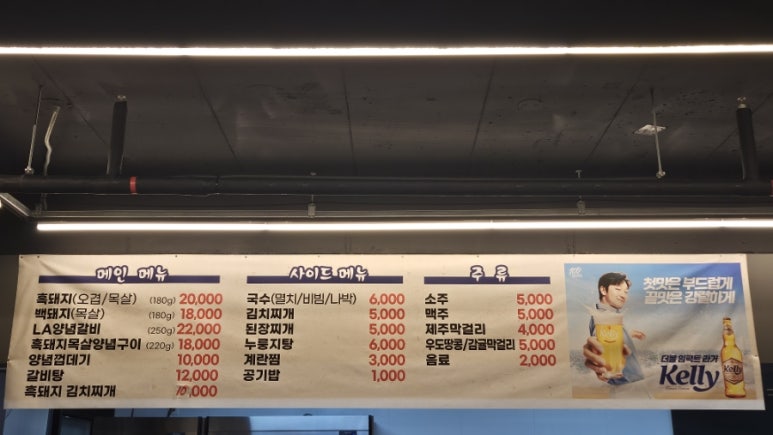 메인 메뉴
흑돼지(오겹/목살) (180g) 20,000
백돼지(목살) (180g) 18,000
LA양념갈비 (250g) 22,000
흑돼지목살양념구이 (220g) 18,000
양념껍데기 10,000
갈비탕 12,000
흑돼지 김치찌개
사이드 메뉴
국수(멸치/비빔/나박) 6,000
김치찌개 5,000
된장찌개 5,000
누룽지탕 6,000
계란찜 3,000
공기밥 1,000
주 류
소주 5,000
맥주 5,000
제주막걸리 4,000
우도땅콩/감귤막걸리 5,000
음료 2,000
첫맛은 부드럽게
끝맛은 강렬하게
더블 임팩트 라거
Kelly
Kelly